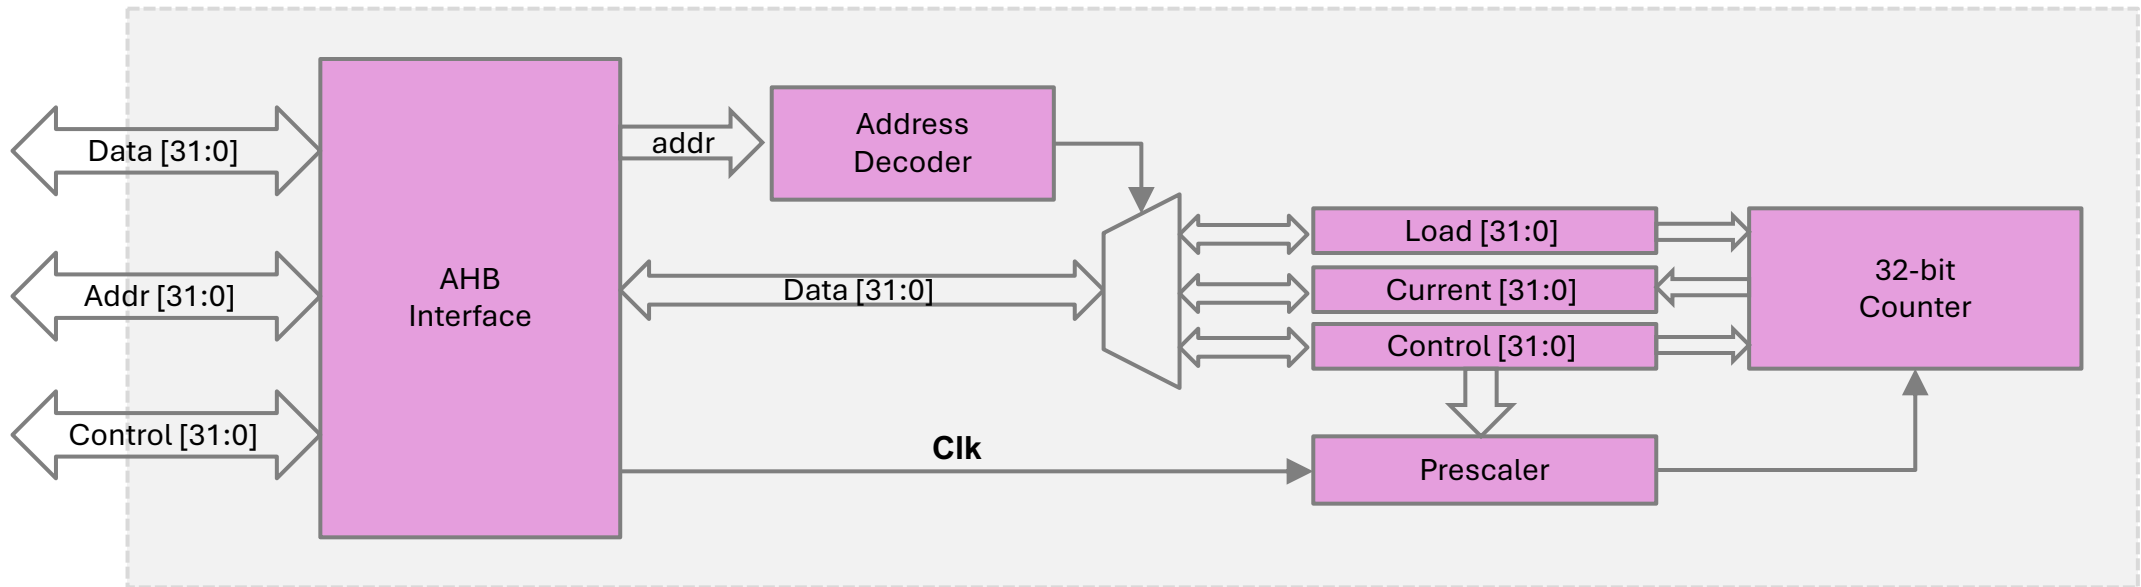 Data [31:0]
Addr [31:0]
Control [31:0]
AHB
Interface
addr
Address
Decoder
Data [31:0]
Clk
Load [31:0]
Current [31:0]
Control [31:0]
Prescaler
32-bit
Counter